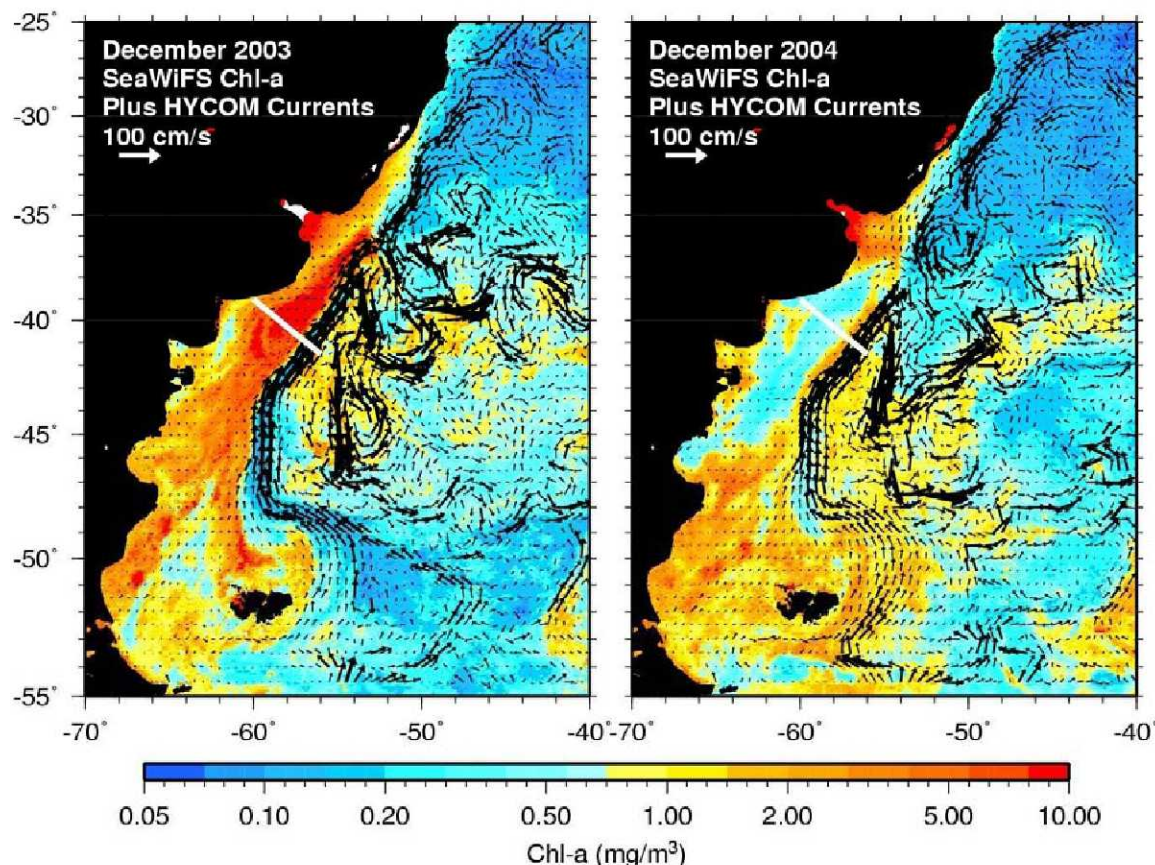 December 2003
SeaWiFS Chl-a
Plus HYCOM Currents
100 cm/s
December 2004
SeaWiFS Chl-a
Plus HYCOM Currents
100 cm/s
-25°
-30°
-35°
-40°
-45°
-50°
-55°
-70° -60° -50° -40°
-70° -60° -50° -40°
0.05 0.10 0.20 0.50 1.00 2.00 5.00 10.00
Chl-a (mg/m³)